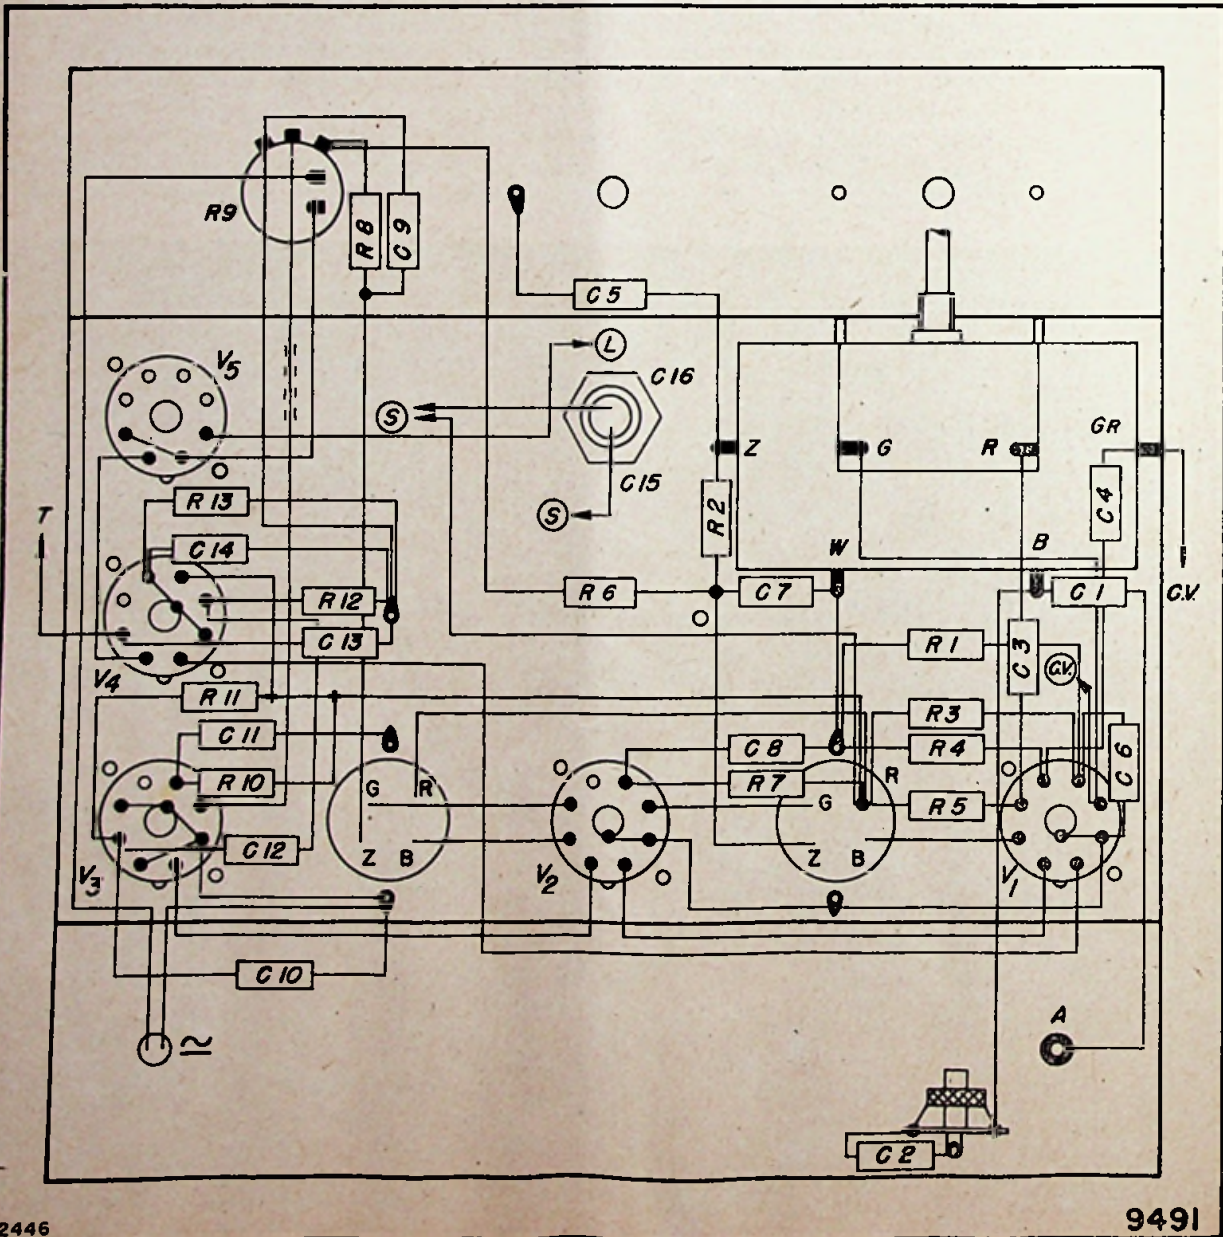 R9
R8
C9
C5
V5
L
C16
S
Z
G
R
GR
C15
S
R13
R2
C4
T
C14
W
B
R12
R6
C7
C1
C.V.
C13
R1
C3
C.V.
V4
R11
C11
R3
C8
R4
C6
R10
G
R
R7
G
R
R5
C12
Z
B
Z
B
V3
V2
V1
C10
≃
A
C2
2446
9491